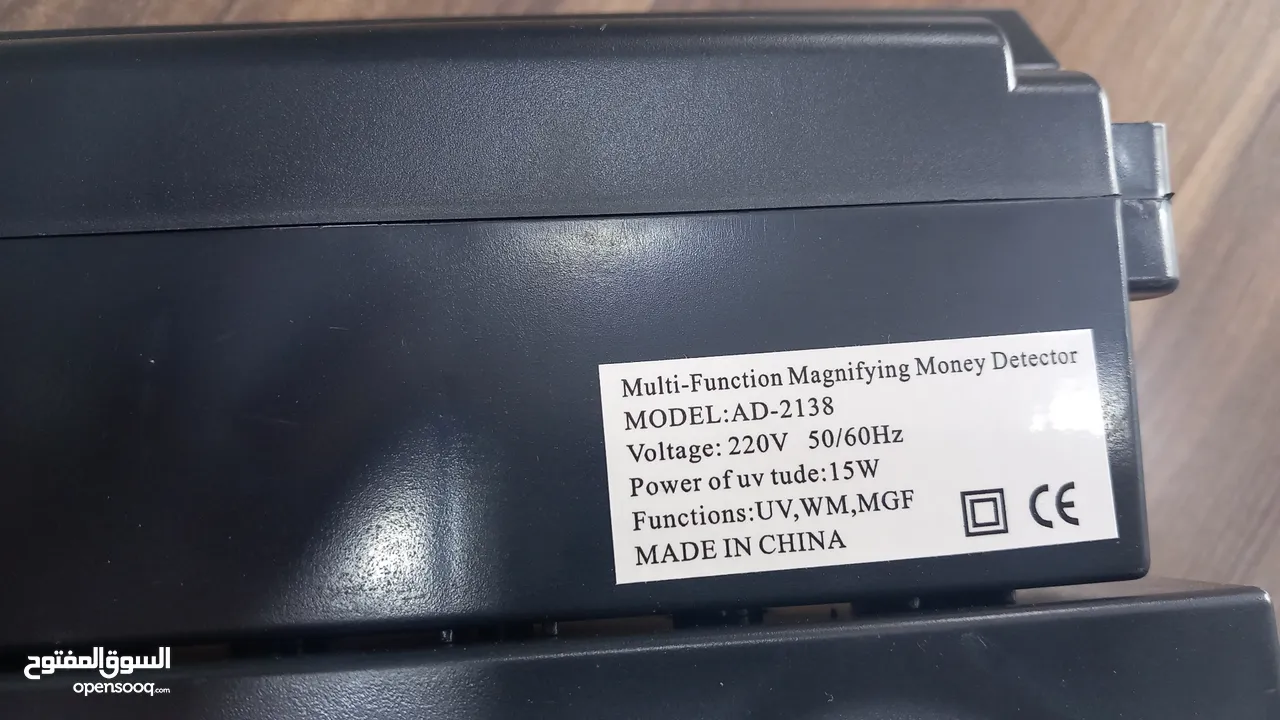 Multi-Function Magnifying Money Detector
MODEL:AD-2138
Voltage: 220V 50/60Hz
Power of uv tude:15W
Functions:UV,WM,MGF
MADE IN CHINA
CE
السوق المفتوح
opensooq.com